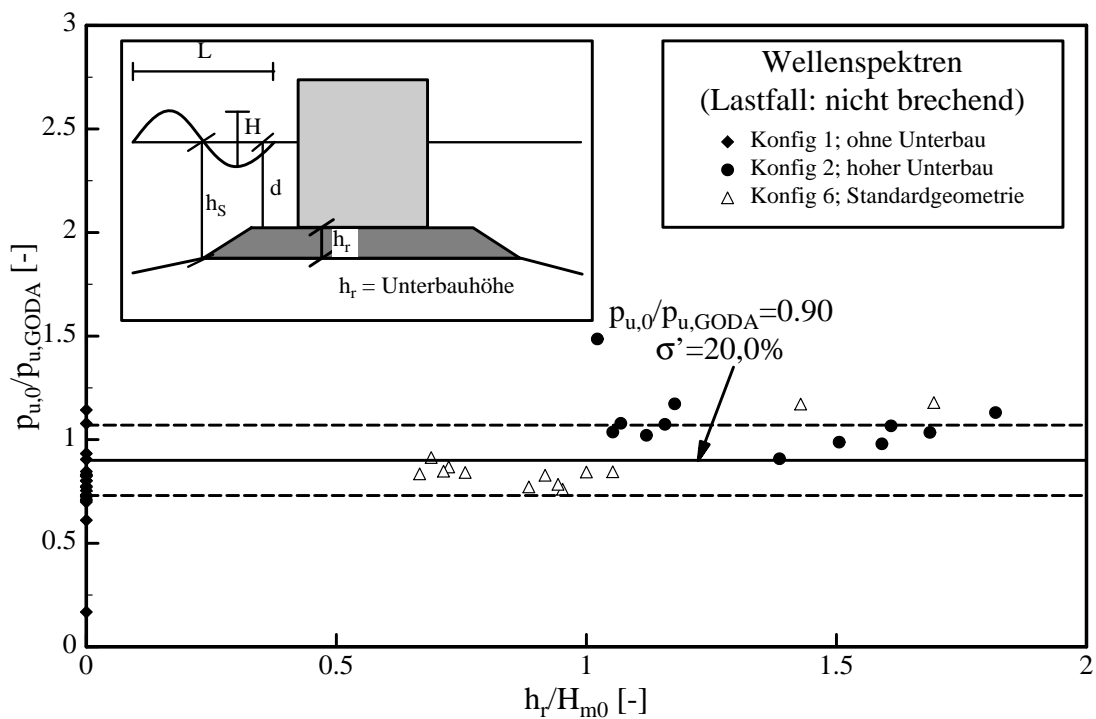 3
2.5
2
1.5
1
0.5
0
p_u,0/p_u,GODA [-]
L
H
h_S
d
h_r
h_r = Unterbauhöhe
Wellenspektren
(Lastfall: nicht brechend)
Konfig 1; ohne Unterbau
Konfig 2; hoher Unterbau
Konfig 6; Standardgeometrie
p_u,0/p_u,GODA=0.90
σ’=20,0%
0
0.5
1
1.5
2
h_r/H_m0 [-]